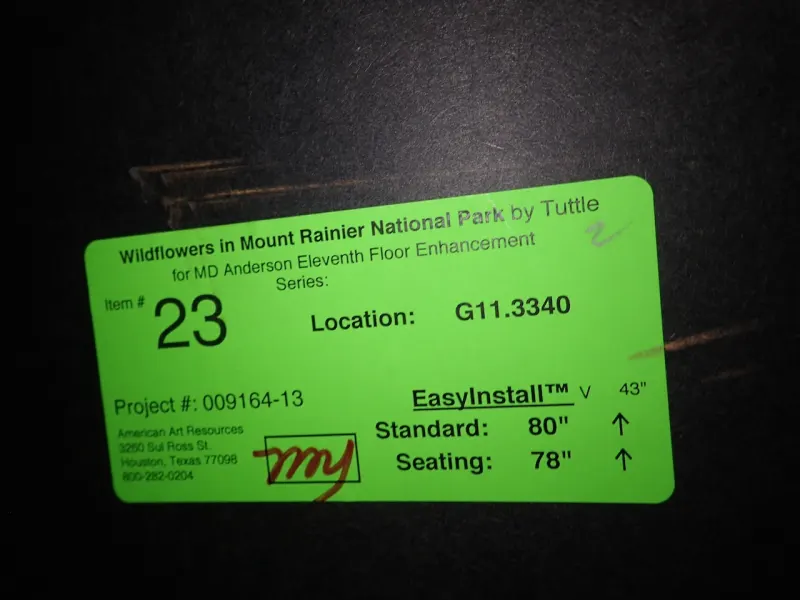 Wildflowers in Mount Rainier National Park by Tuttle
for MD Anderson Eleventh Floor Enhancement
Series:
Item # 23
Location: G11.3340
Project #: 009164-13
EasyInstall™ V 43"
Standard: 80" ↑
Seating: 78" ↑
American Art Resources
3260 Sul Ross St.
Houston, Texas 77098
800-282-0204
2